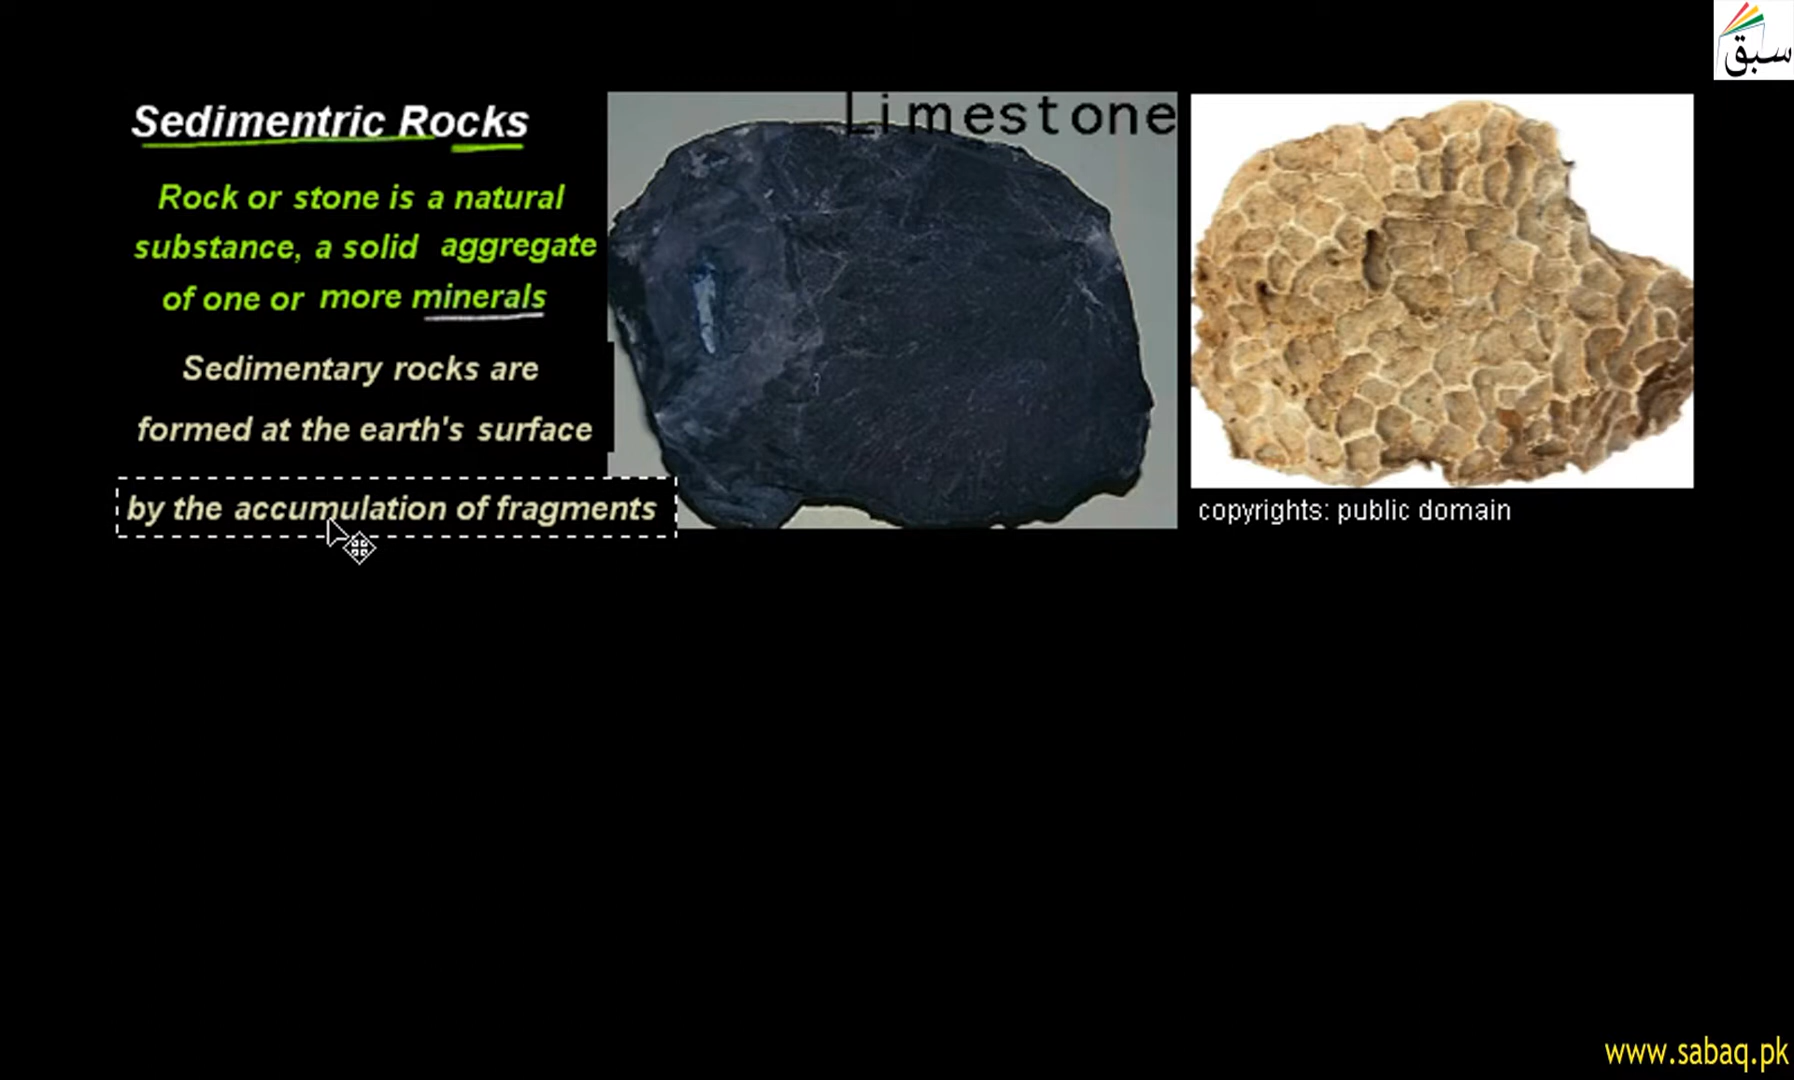 سبق
Sedimentric Rocks
Limestone
Rock or stone is a natural
substance, a solid aggregate
of one or more minerals
Sedimentary rocks are
formed at the earth's surface
by the accumulation of fragments
copyrights: public domain
www.sabaq.pk